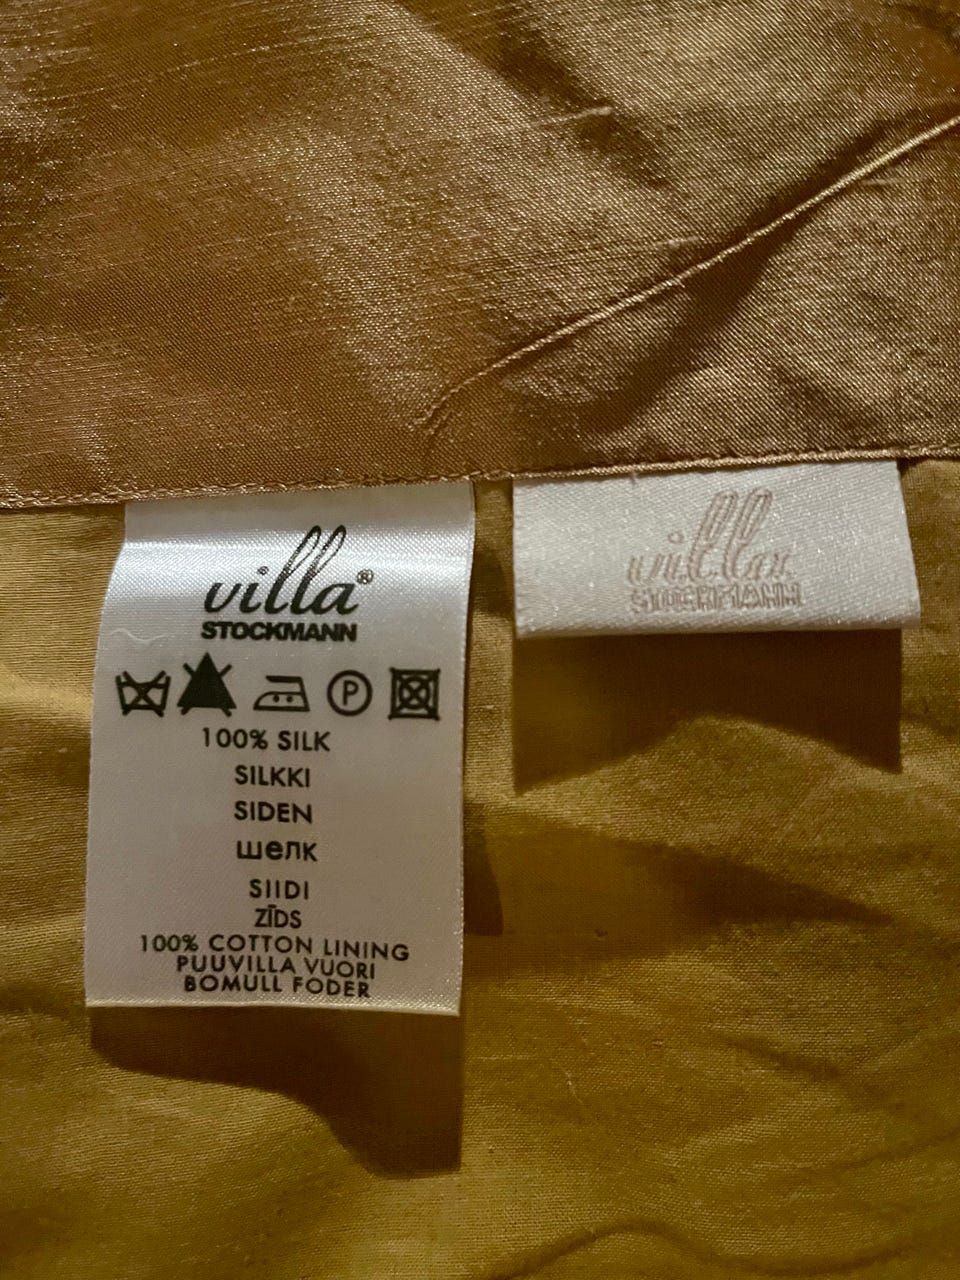 villa®
STOCKMANN
P
100% SILK
SILKKI
SIDEN
шелк
SIIDI
ZĪDS
100% COTTON LINING
PUUVILLA VUORI
BOMULL FODER
villa
STOCKMANN